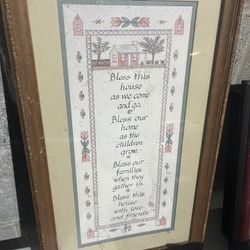 Bless this
house
as we come
and go.
Bless our
home
as the
children
grow.
Bless our
families
when they
gather in.
Bless this
house
with love
and friends